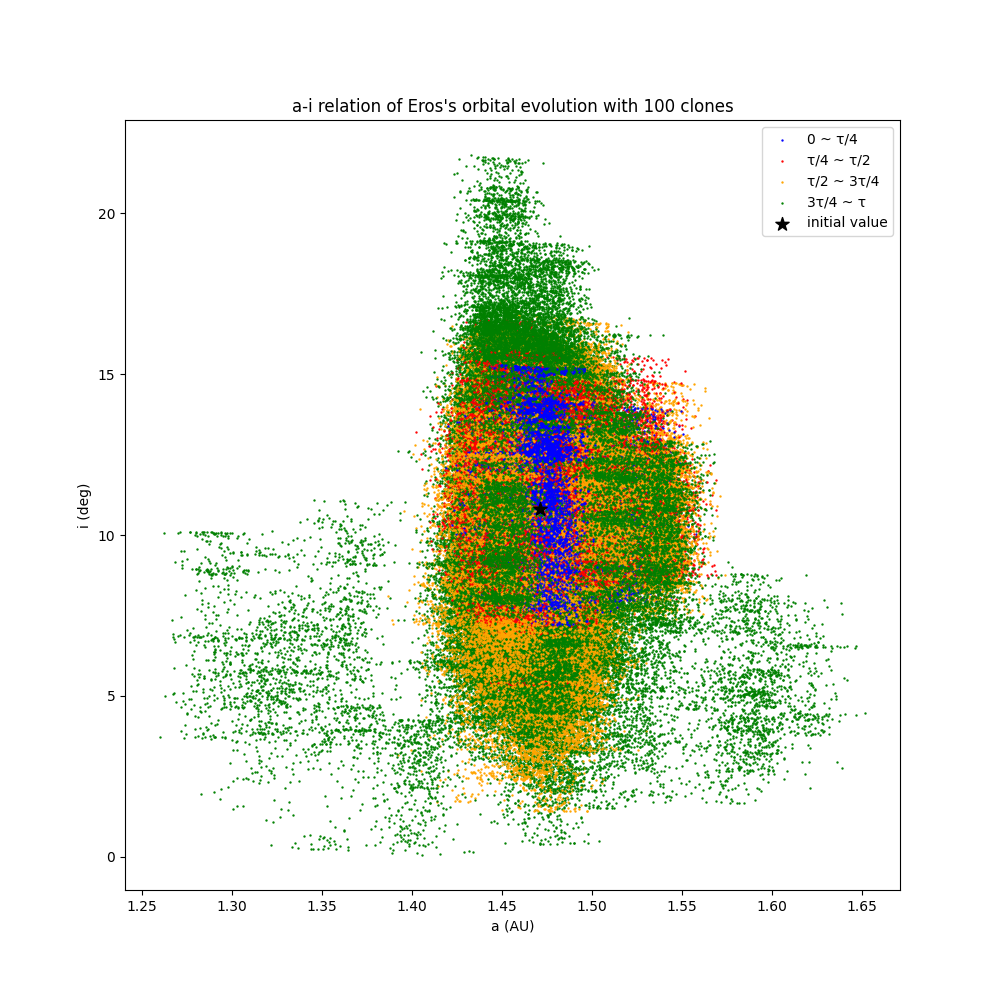 a-i relation of Eros's orbital evolution with 100 clones
0 ~ τ/4
τ/4 ~ τ/2
τ/2 ~ 3τ/4
3τ/4 ~ τ
initial value
20
15
10
5
0
i (deg)
1.25 1.30 1.35 1.40 1.45 1.50 1.55 1.60 1.65
a (AU)